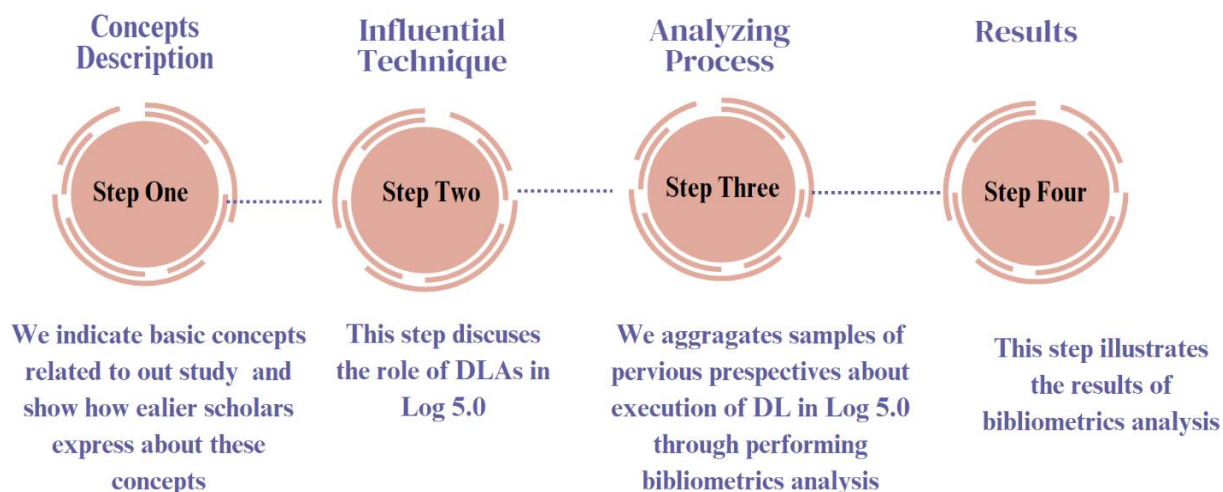 Concepts
Description
Influential
Technique
Analyzing
Process
Results
Step One
Step Two
Step Three
Step Four
We indicate basic concepts
related to out study and
show how ealier scholars
express about these
concepts
This step discuses
the role of DLAs in
Log 5.0
We aggragates samples of
pervious prespectives about
execution of DL in Log 5.0
through performing
bibliometrics analysis
This step illustrates
the results of
bibliometrics analysis